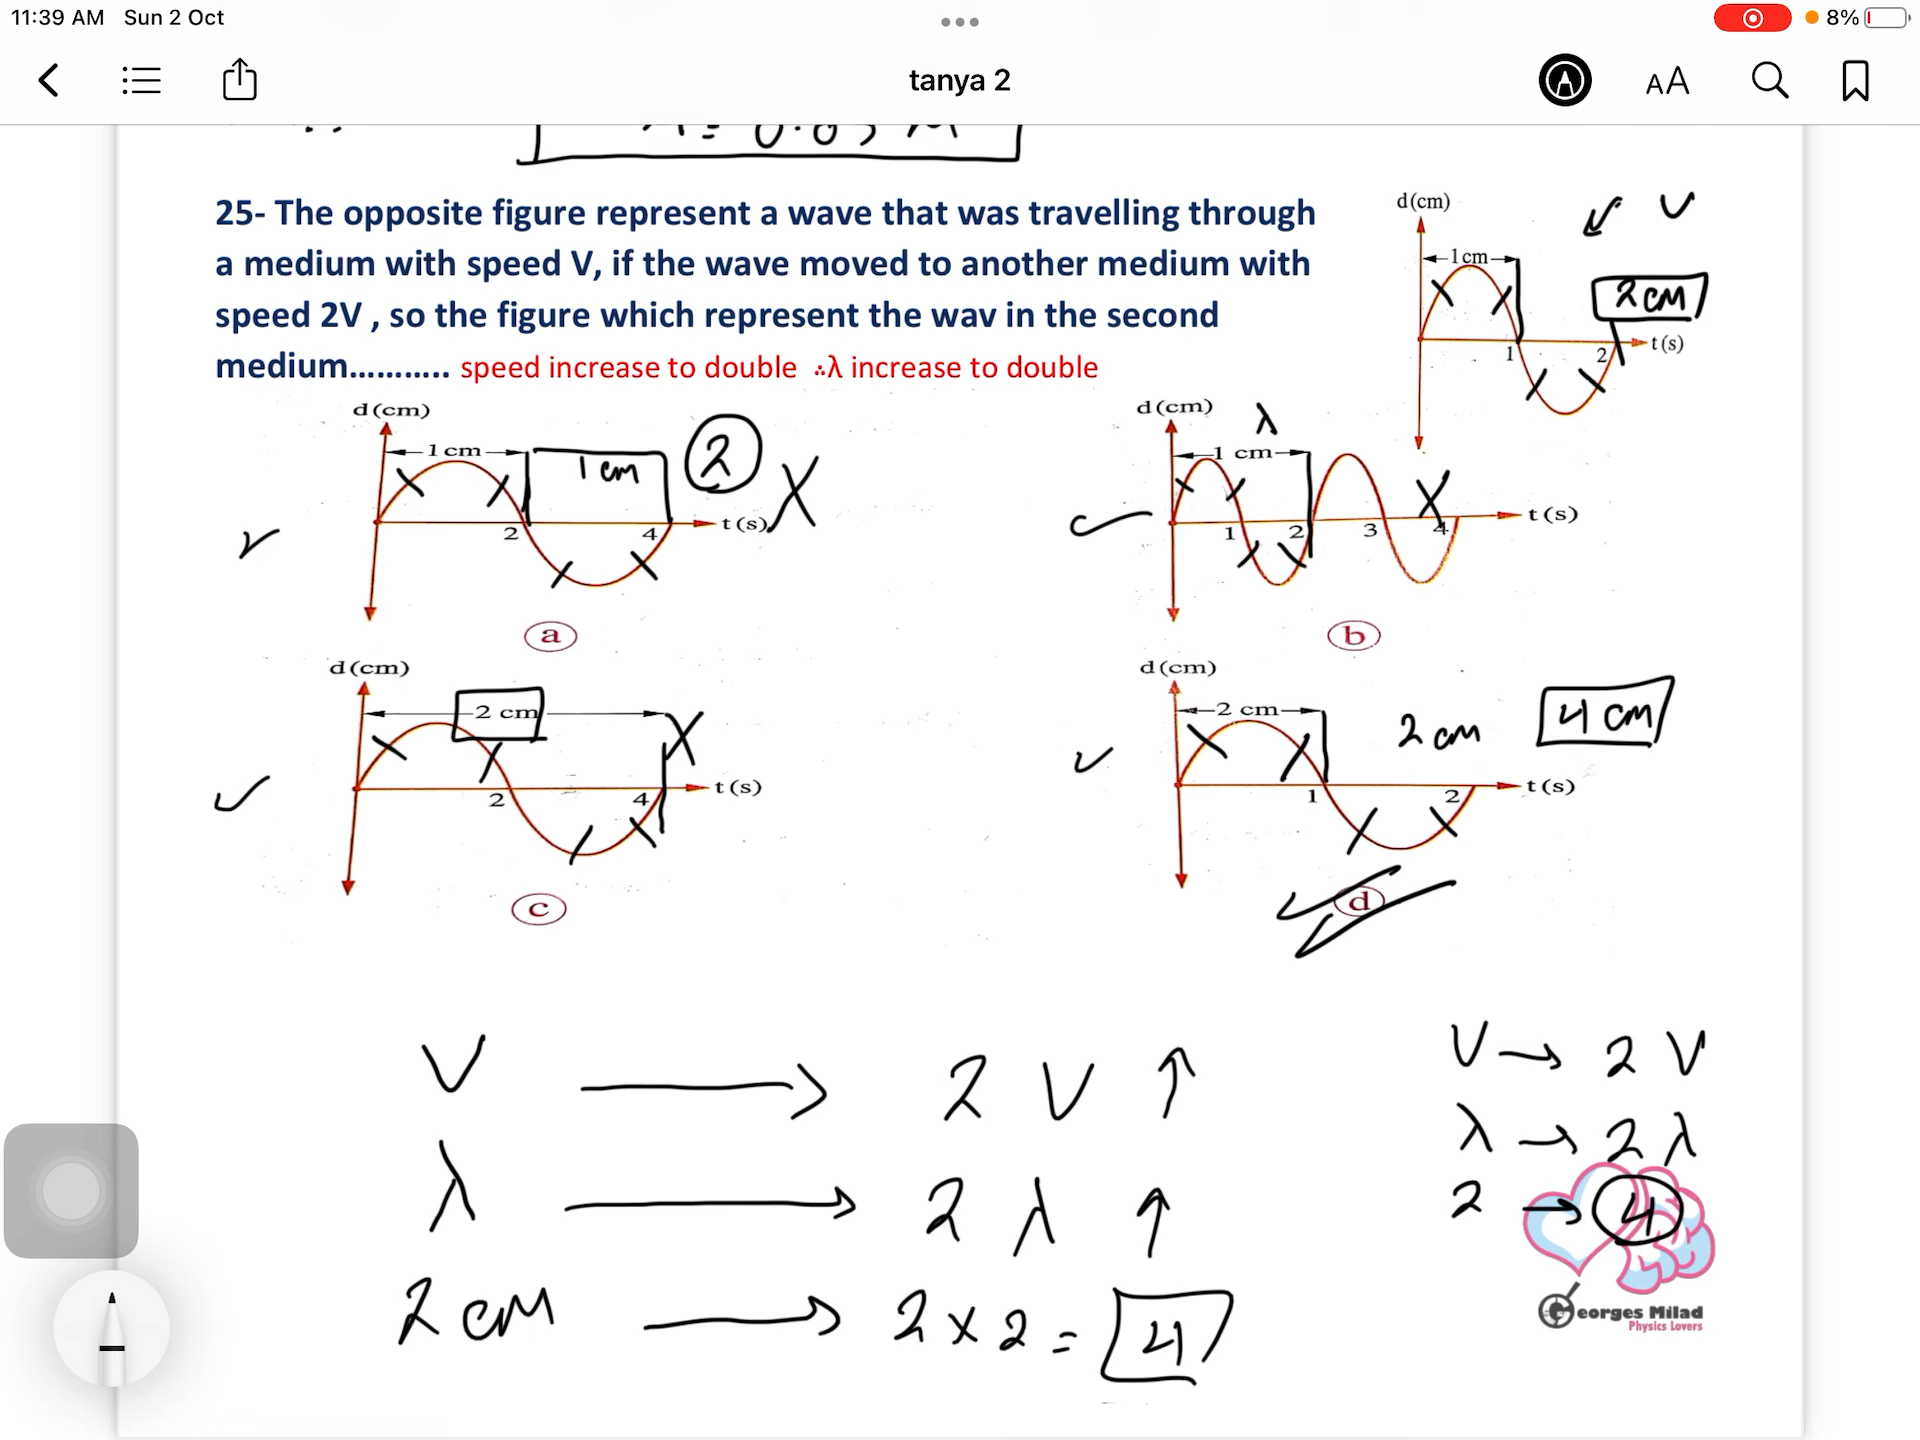 11:39 AM Sun 2 Oct
8%
tanya 2
25- The opposite figure represent a wave that was travelling through
a medium with speed V, if the wave moved to another medium with
speed 2V , so the figure which represent the wav in the second
medium........... speed increase to double ∴λ increase to double
d(cm)
V
1cm
2cm
1
2
t(s)
d(cm)
1 cm
1 cm
2
X
2
4
t(s)
a
d(cm)
λ
1 cm
X
1
2
3
4
t(s)
b
d(cm)
2 cm
X
2
4
t(s)
c
d(cm)
2 cm
2 cm
4 cm
1
2
t(s)
d
V → 2 V ↑
λ → 2 λ ↑
2 cm → 2 x 2 = 4
V → 2 V
λ → 2 λ
2 → 4
Georges Milad
Physics Lovers